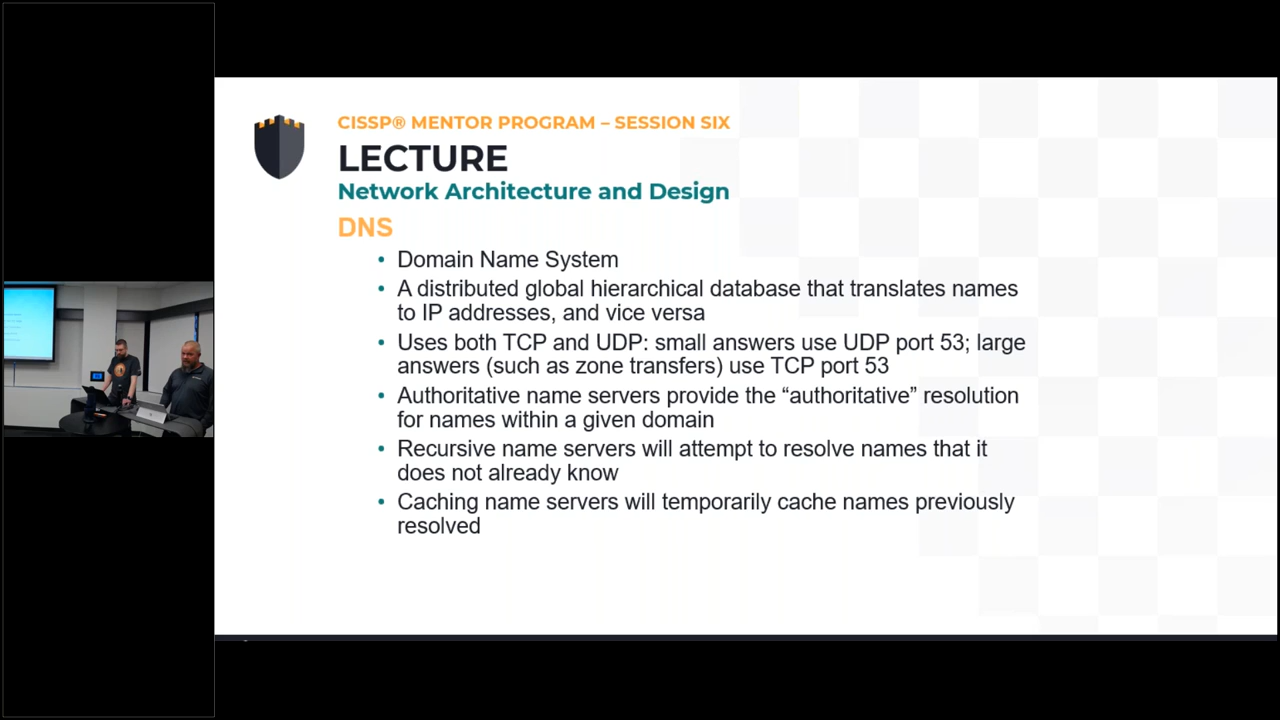 CISSP® MENTOR PROGRAM – SESSION SIX
LECTURE
Network Architecture and Design
DNS
• Domain Name System
• A distributed global hierarchical database that translates names
to IP addresses, and vice versa
• Uses both TCP and UDP: small answers use UDP port 53; large
answers (such as zone transfers) use TCP port 53
• Authoritative name servers provide the “authoritative” resolution
for names within a given domain
• Recursive name servers will attempt to resolve names that it
does not already know
• Caching name servers will temporarily cache names previously
resolved